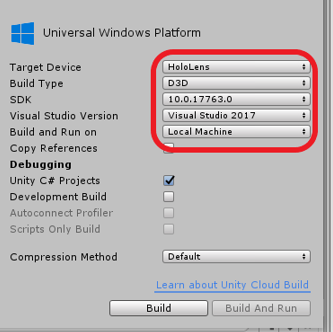 Universal Windows Platform
Target Device HoloLens
Build Type D3D
SDK 10.0.17763.0
Visual Studio Version Visual Studio 2017
Build and Run on Local Machine
Copy References
Debugging
Unity C# Projects
Development Build
Autoconnect Profiler
Scripts Only Build
Compression Method Default
Learn about Unity Cloud Build
Build Build And Run